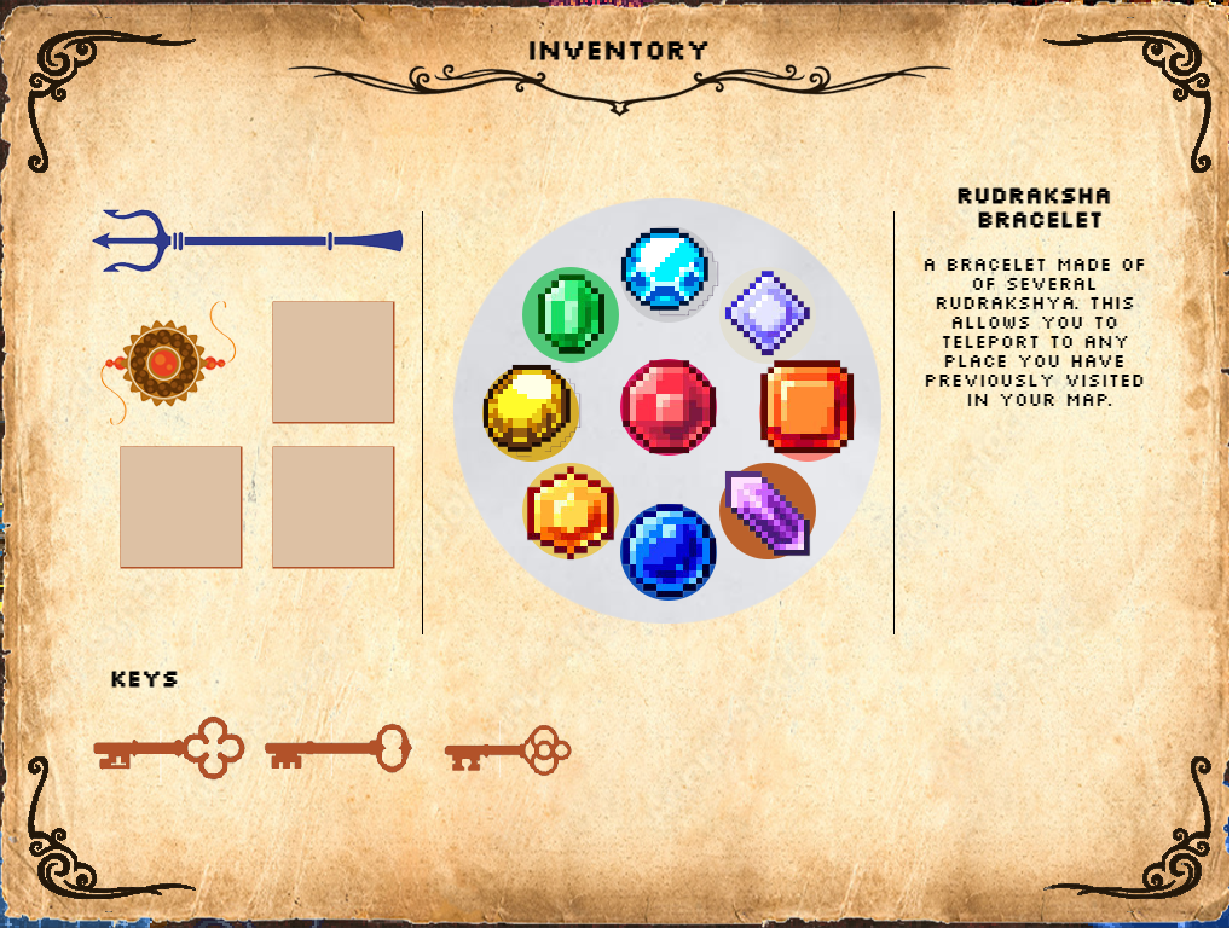 INVENTORY
RUDRAKSHA
BRACELET
A BRACELET MADE OF
OF SEVERAL
RUDRAKSHYA. THIS
ALLOWS YOU TO
TELEPORT TO ANY
PLACE YOU HAVE
PREVIOUSLY VISITED
IN YOUR MAP.
KEYS